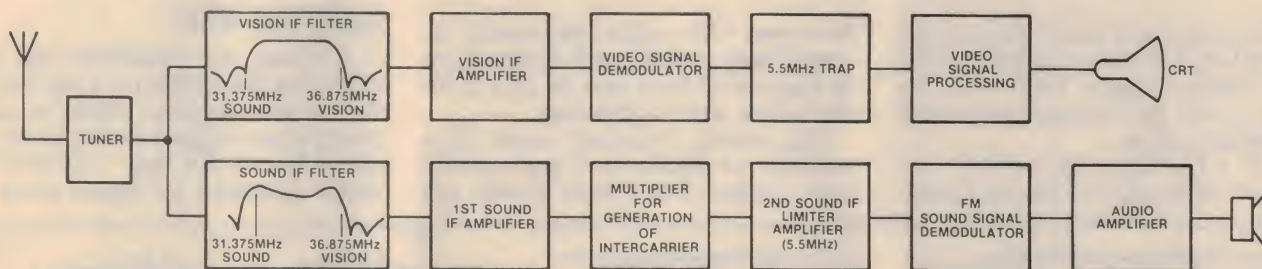 TUNER
VISION IF FILTER
31.375MHz
SOUND
36.875MHz
VISION
VISION IF
AMPLIFIER
VIDEO SIGNAL
DEMODULATOR
5.5MHz TRAP
VIDEO
SIGNAL
PROCESSING
CRT
SOUND IF FILTER
31.375MHz
SOUND
36.875MHz
VISION
1ST SOUND
IF AMPLIFIER
MULTIPLIER
FOR
GENERATION
OF
INTERCARRIER
2ND SOUND IF
LIMITER
AMPLIFIER
(5.5MHz)
FM
SOUND SIGNAL
DEMODULATOR
AUDIO
AMPLIFIER